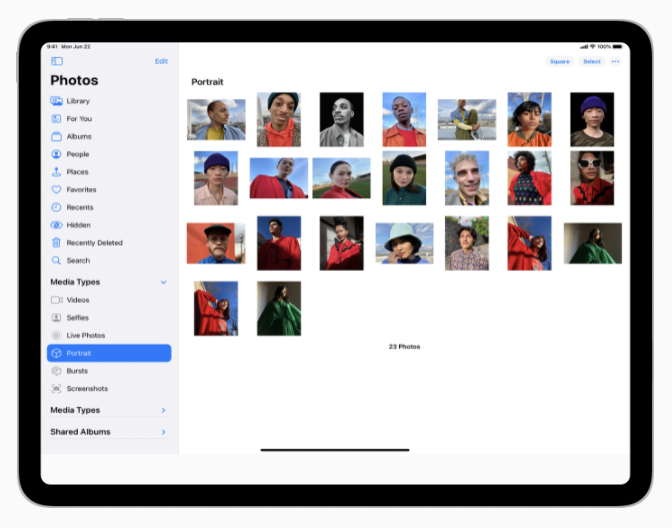 9:41 Mon Jun 22
100%
Edit
Square
Select
Photos
Library
For You
Albums
People
Places
Favorites
Recents
Hidden
Recently Deleted
Search
Media Types
Videos
Selfies
Live Photos
Portrait
Bursts
Screenshots
Media Types
Shared Albums
Portrait
23 Photos